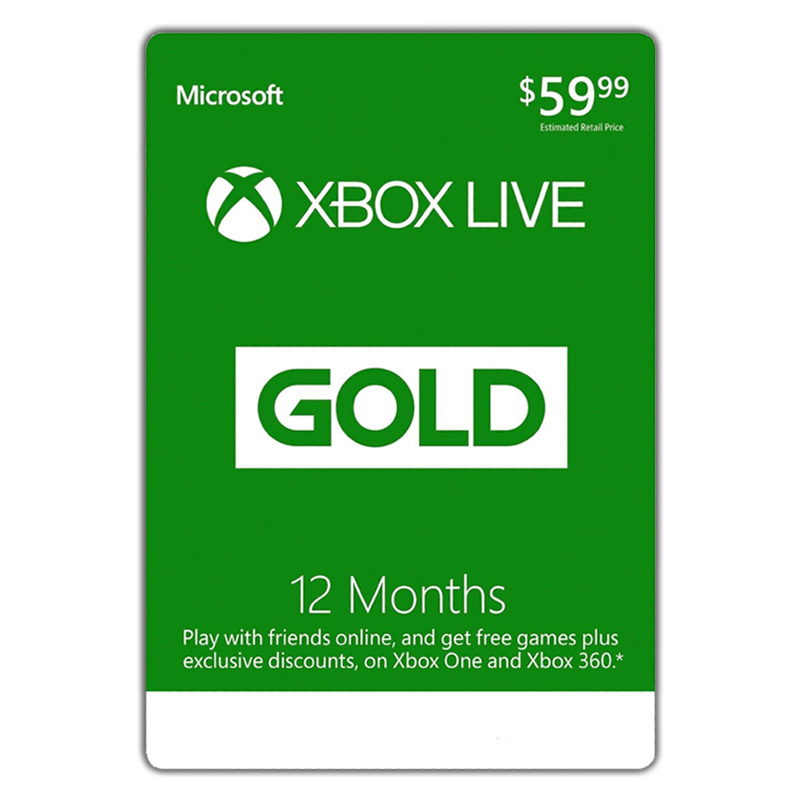 Microsoft
$59.99
Estimated Retail Price
XBOX LIVE
GOLD
12 Months
Play with friends online, and get free games plus
exclusive discounts, on Xbox One and Xbox 360.*